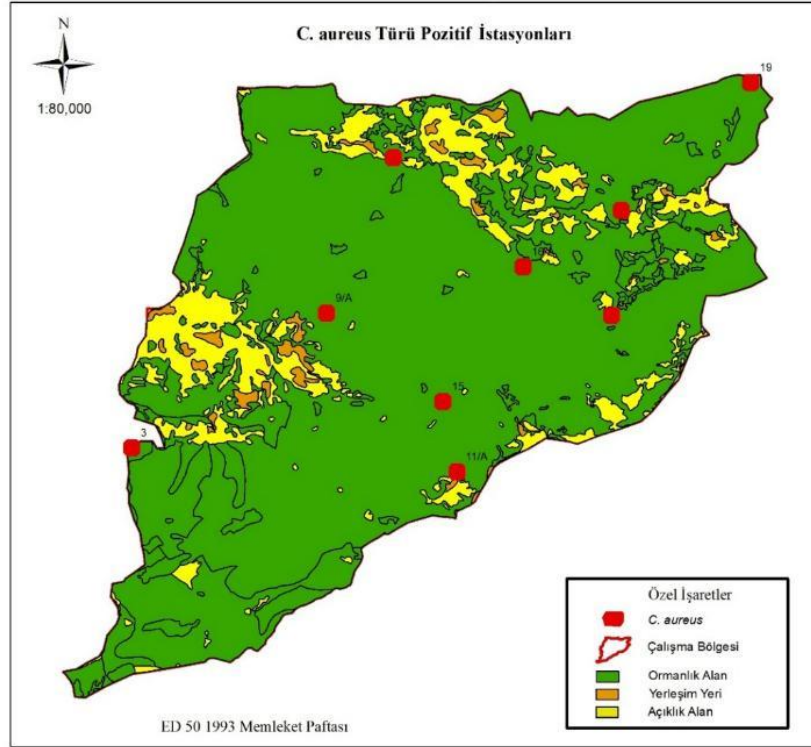 C. aureus Türü Pozitif İstasyonları
N
1:80,000
19
9/A
15
3
11/A
Özel İşaretler
C. aureus
Çalışma Bölgesi
Ormanlık Alan
Yerleşim Yeri
Açıklık Alan
ED 50 1993 Memleket Paftası